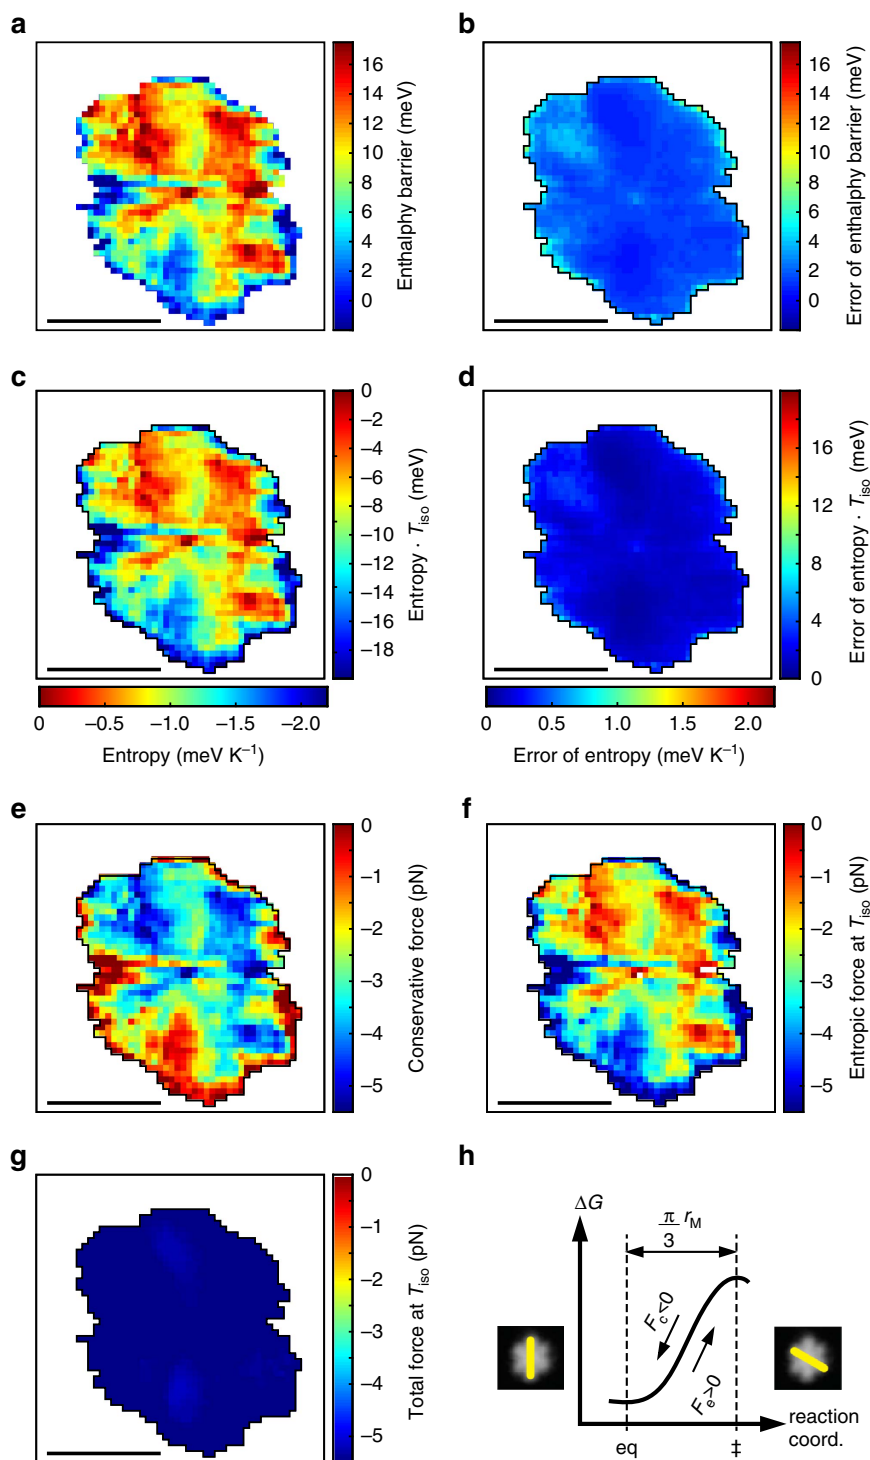 a
16
14
12
10
8
6
4
2
0
Enthalphy barrier (meV)
b
16
14
12
10
8
6
4
2
0
Error of enthalphy barrier (meV)
c
0
−2
−4
−6
−8
−10
−12
−14
−16
−18
Entropy · Tiso (meV)
0 −0.5 −1.0 −1.5 −2.0
Entropy (meV K−1)
d
16
12
8
4
0
Error of entropy · Tiso (meV)
0 0.5 1.0 1.5 2.0
Error of entropy (meV K−1)
e
0
−1
−2
−3
−4
−5
Conservative force (pN)
f
0
−1
−2
−3
−4
−5
Entropic force at Tiso (pN)
g
0
−1
−2
−3
−4
−5
Total force at Tiso (pN)
h
ΔG
π/3 rM
Fc<0
Fe>0
reaction
coord.
eq ‡